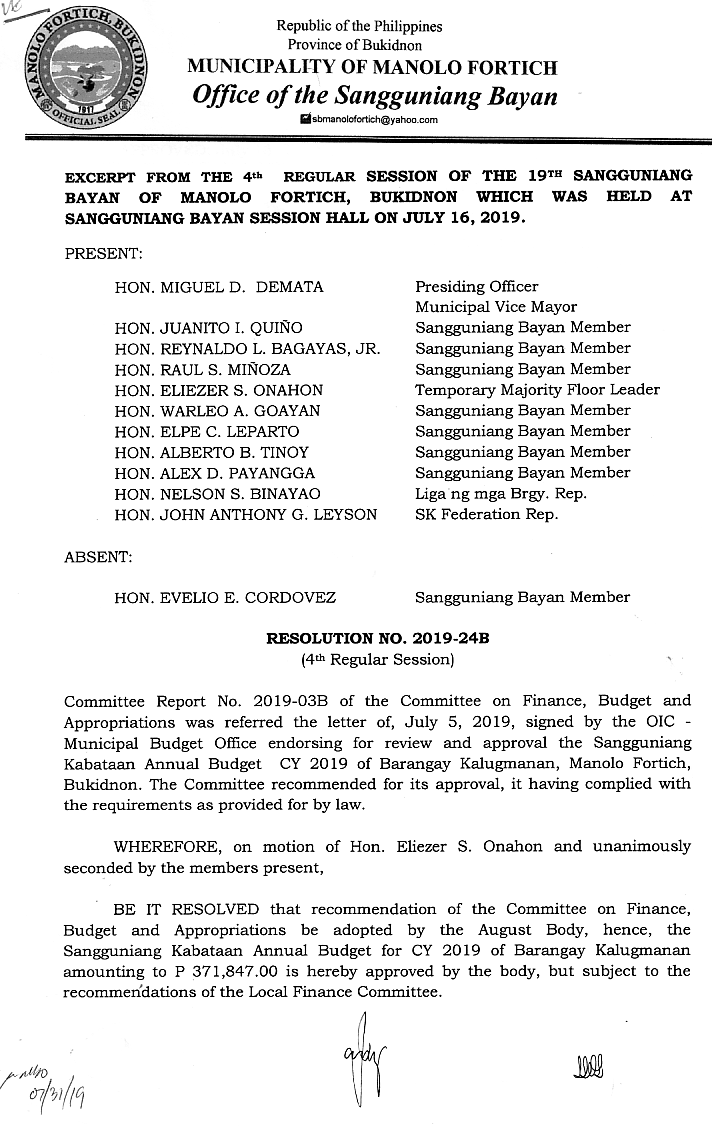 Republic of the Philippines
Province of Bukidnon
MUNICIPALITY OF MANOLO FORTICH
Office of the Sangguniang Bayan
sbmanolofortich@yahoo.com
MANOLO FORTICH, BUKIDNON
1917
OFFICIAL SEAL
EXCERPT FROM THE 4th REGULAR SESSION OF THE 19TH SANGGUNIANG
BAYAN OF MANOLO FORTICH, BUKIDNON WHICH WAS HELD AT
SANGGUNIANG BAYAN SESSION HALL ON JULY 16, 2019.
PRESENT:
HON. MIGUEL D. DEMATA Presiding Officer
Municipal Vice Mayor
HON. JUANITO I. QUIÑO Sangguniang Bayan Member
HON. REYNALDO L. BAGAYAS, JR. Sangguniang Bayan Member
HON. RAUL S. MIÑOZA Sangguniang Bayan Member
HON. ELIEZER S. ONAHON Temporary Majority Floor Leader
HON. WARLEO A. GOAYAN Sangguniang Bayan Member
HON. ELPE C. LEPARTO Sangguniang Bayan Member
HON. ALBERTO B. TINOY Sangguniang Bayan Member
HON. ALEX D. PAYANGGA Sangguniang Bayan Member
HON. NELSON S. BINAYAO Liga ng mga Brgy. Rep.
HON. JOHN ANTHONY G. LEYSON SK Federation Rep.
ABSENT:
HON. EVELIO E. CORDOVEZ Sangguniang Bayan Member
RESOLUTION NO. 2019-24B
(4th Regular Session)
Committee Report No. 2019-03B of the Committee on Finance, Budget and
Appropriations was referred the letter of, July 5, 2019, signed by the OIC -
Municipal Budget Office endorsing for review and approval the Sangguniang
Kabataan Annual Budget CY 2019 of Barangay Kalugmanan, Manolo Fortich,
Bukidnon. The Committee recommended for its approval, it having complied with
the requirements as provided for by law.
WHEREFORE, on motion of Hon. Eliezer S. Onahon and unanimously
seconded by the members present,
BE IT RESOLVED that recommendation of the Committee on Finance,
Budget and Appropriations be adopted by the August Body, hence, the
Sangguniang Kabataan Annual Budget for CY 2019 of Barangay Kalugmanan
amounting to P 371,847.00 is hereby approved by the body, but subject to the
recommendations of the Local Finance Committee.
07/31/19